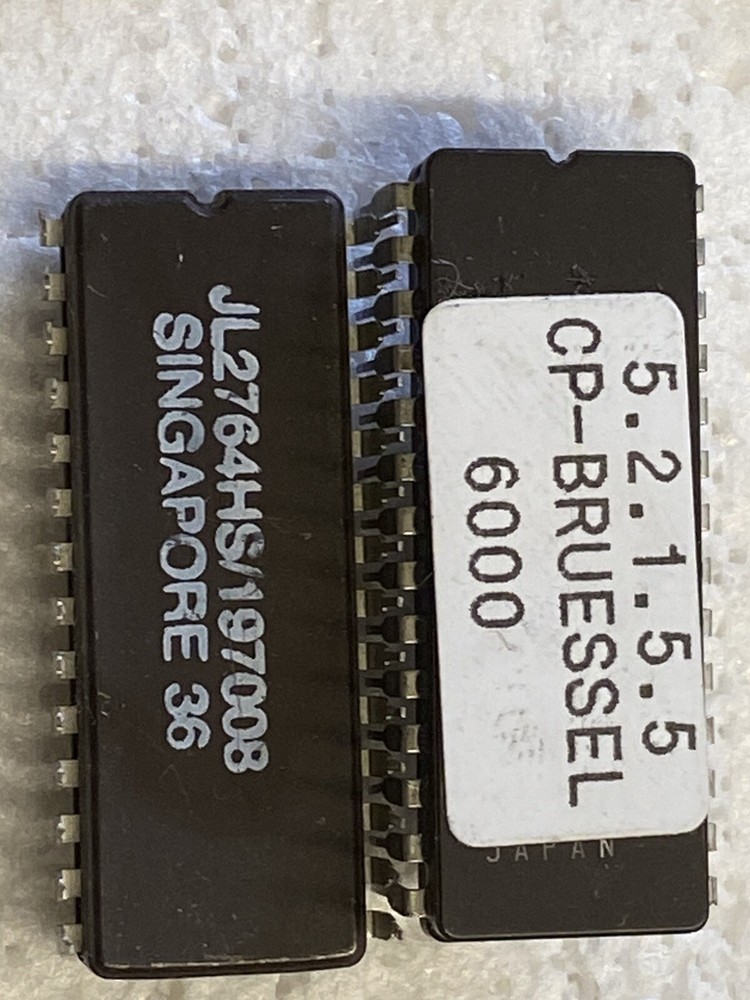 JL2764HS/197008
SINGAPORE 36
5.2.1.5.5
CP-BRUESSEL
6000
JAPAN